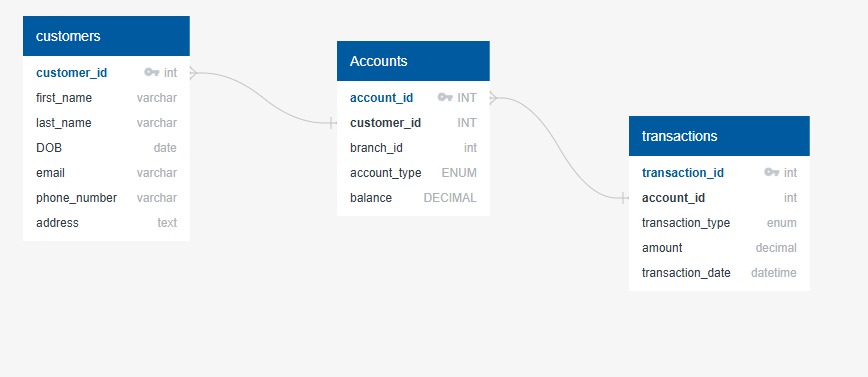 customers
customer_id int
first_name varchar
last_name varchar
DOB date
email varchar
phone_number varchar
address text
Accounts
account_id INT
customer_id INT
branch_id int
account_type ENUM
balance DECIMAL
transactions
transaction_id int
account_id int
transaction_type enum
amount decimal
transaction_date datetime